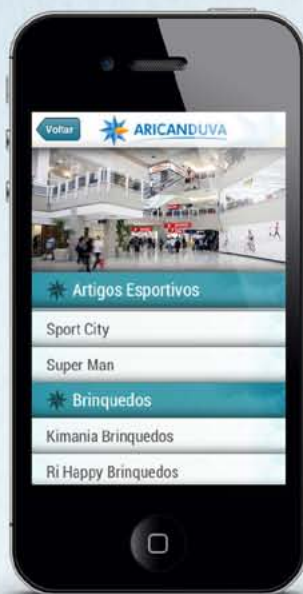 Voltar
ARICANDUVA
Artigos Esportivos
Sport City
Super Man
Brinquedos
Kimania Brinquedos
Ri Happy Brinquedos